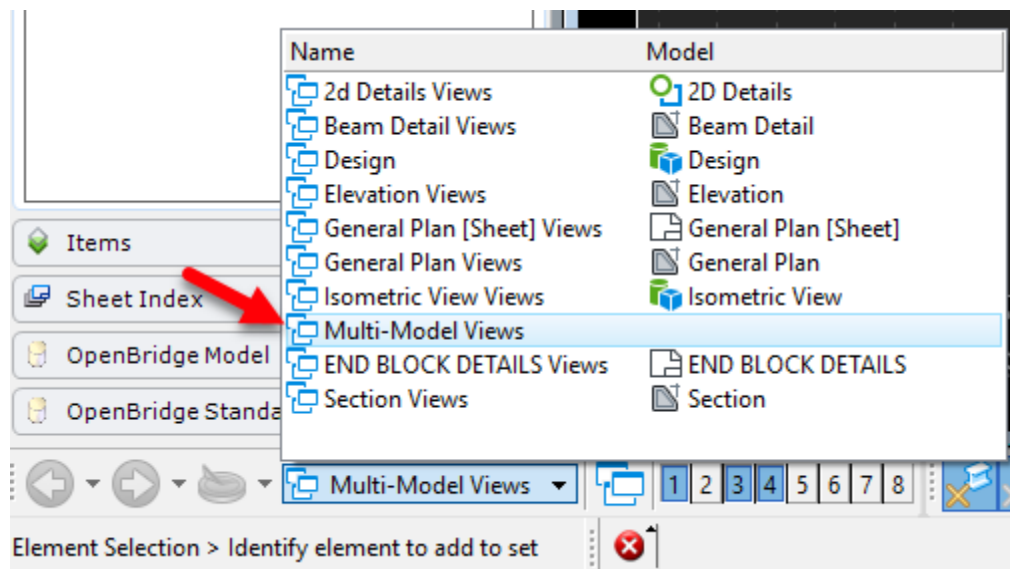 Name Model
2d Details Views 2D Details
Beam Detail Views Beam Detail
Design Design
Elevation Views Elevation
General Plan [Sheet] Views General Plan [Sheet]
General Plan Views General Plan
Isometric View Views Isometric View
Multi-Model Views
END BLOCK DETAILS Views END BLOCK DETAILS
Section Views Section
Items
Sheet Index
OpenBridge Model
OpenBridge Standa
Multi-Model Views 1 2 3 4 5 6 7 8
Element Selection > Identify element to add to set